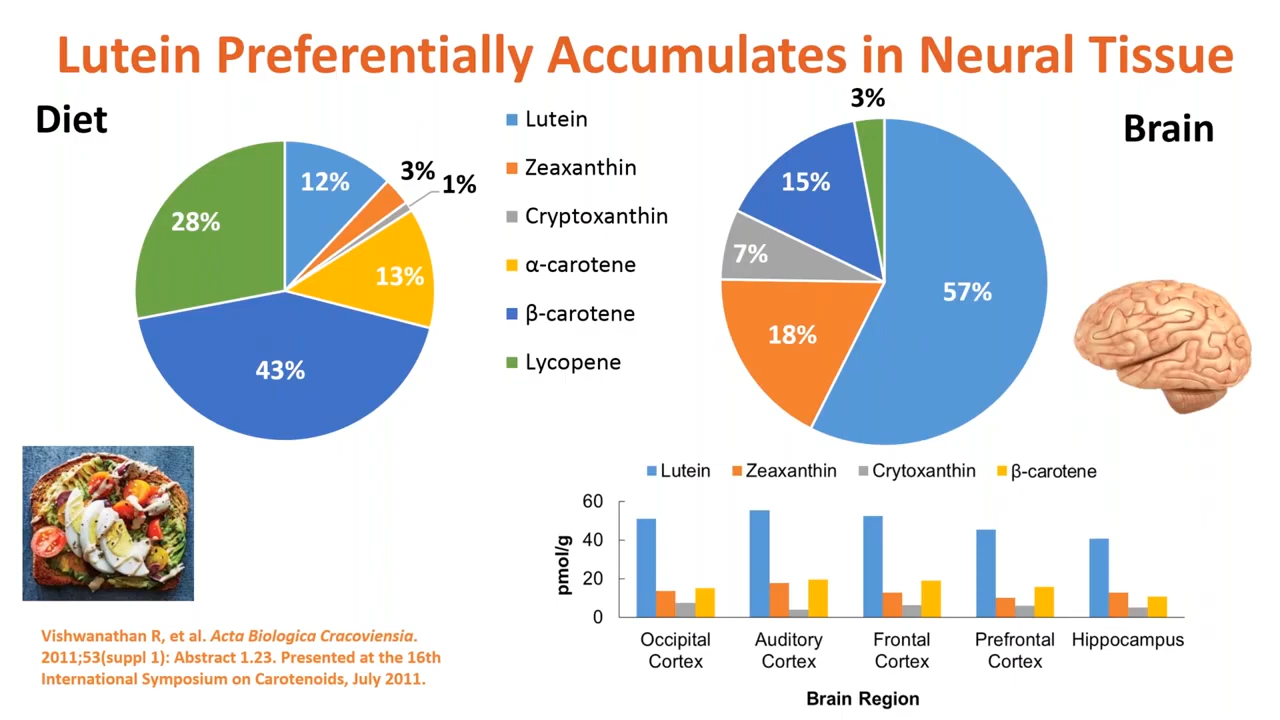 Lutein Preferentially Accumulates in Neural Tissue
Diet
Brain
12%
3%
1%
13%
43%
28%
Lutein
Zeaxanthin
Cryptoxanthin
α-carotene
β-carotene
Lycopene
3%
15%
7%
18%
57%
Lutein Zeaxanthin Crytoxanthin β-carotene
pmol/g
60
40
20
0
Occipital
Cortex
Auditory
Cortex
Frontal
Cortex
Prefrontal
Cortex
Hippocampus
Brain Region
Vishwanathan R, et al. Acta Biologica Cracoviensia.
2011;53(suppl 1): Abstract 1.23. Presented at the 16th
International Symposium on Carotenoids, July 2011.